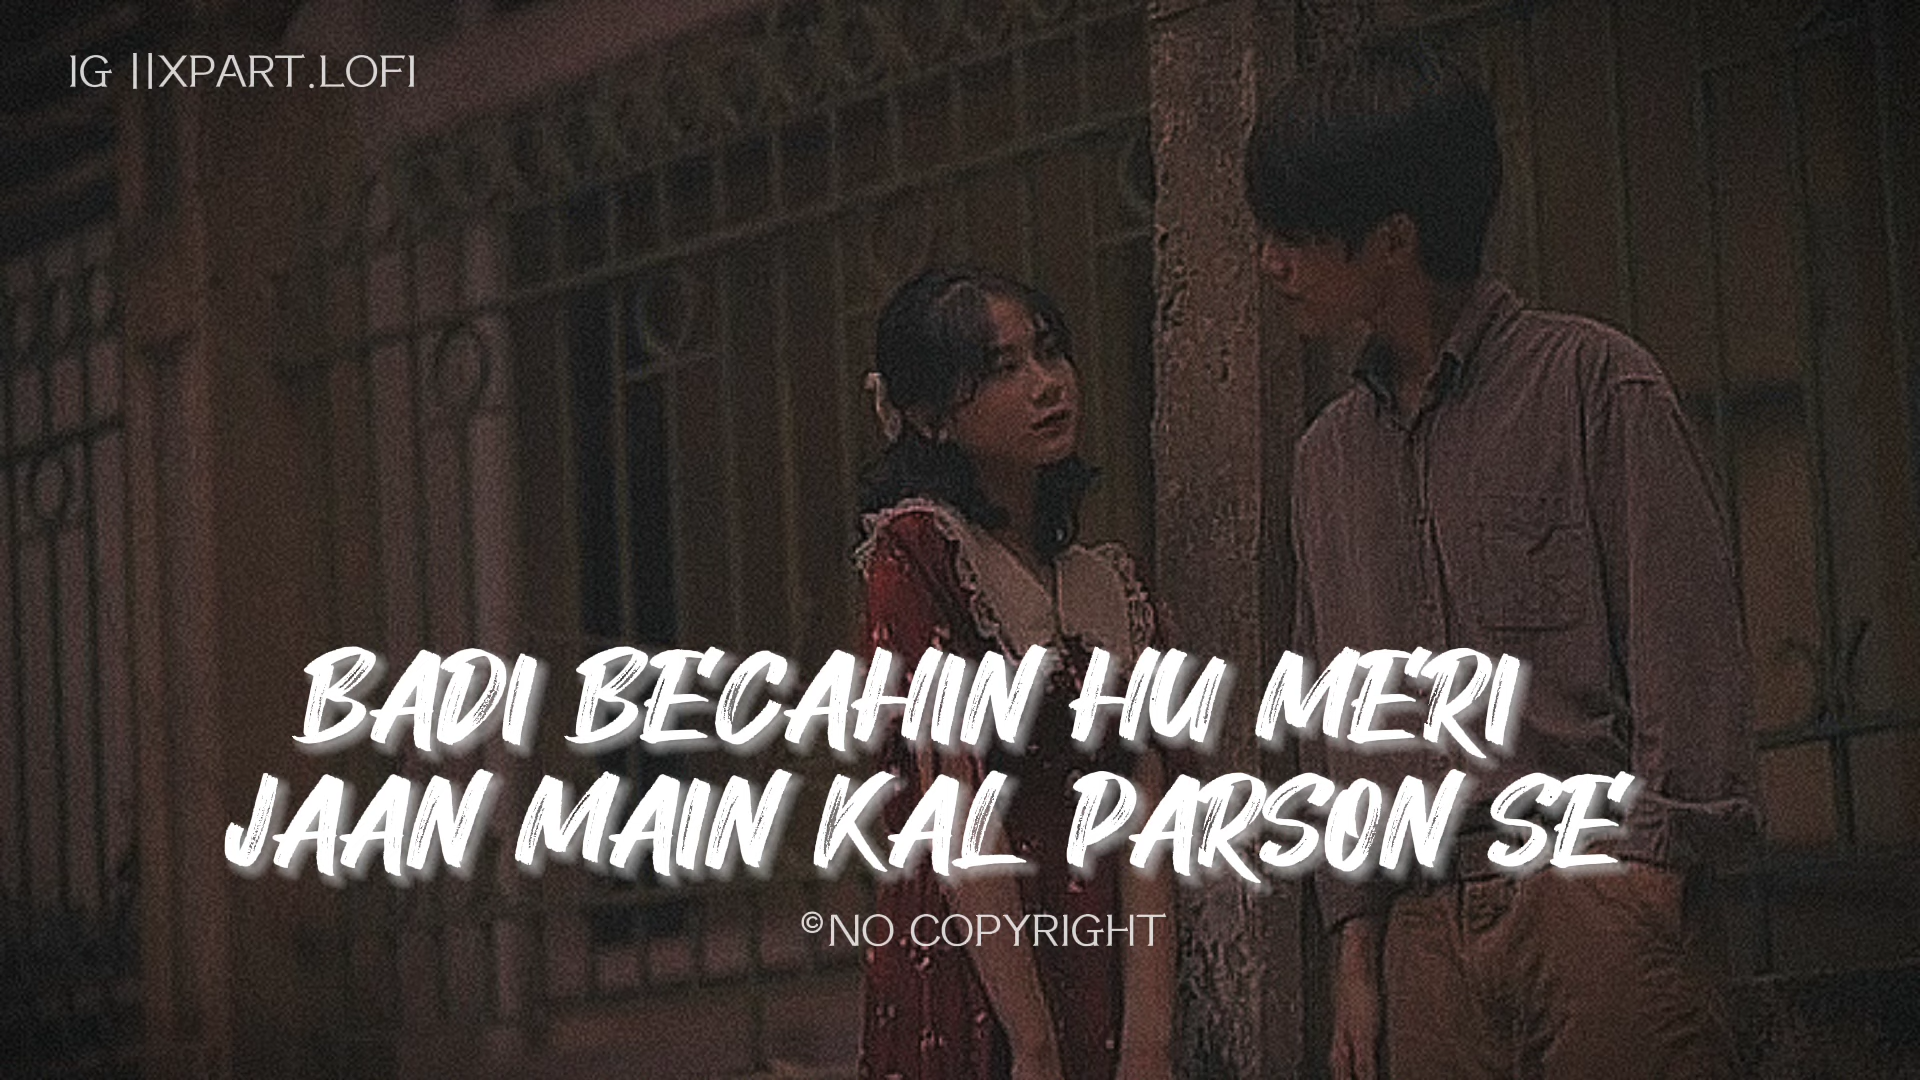 IG ||XPART.LOFI
BADI BECAHIN HU MERI
JAAN MAIN KAL PARSON SE
©NO COPYRIGHT